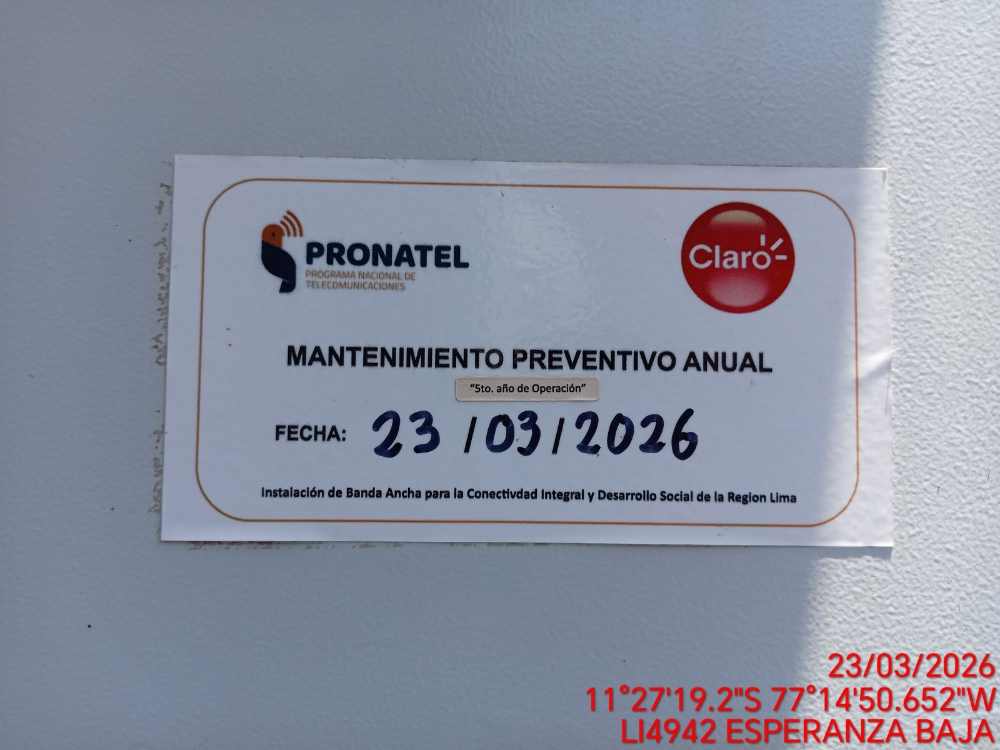 PRONATEL
PROGRAMA NACIONAL DE
TELECOMUNICACIONES
Claro
MANTENIMIENTO PREVENTIVO ANUAL
“5to. año de Operación”
FECHA: 23/03/2026
Instalación de Banda Ancha para la Conectivdad Integral y Desarrollo Social de la Region Lima
23/03/2026
11°27'19.2"S 77°14'50.652"W
LI4942 ESPERANZA BAJA